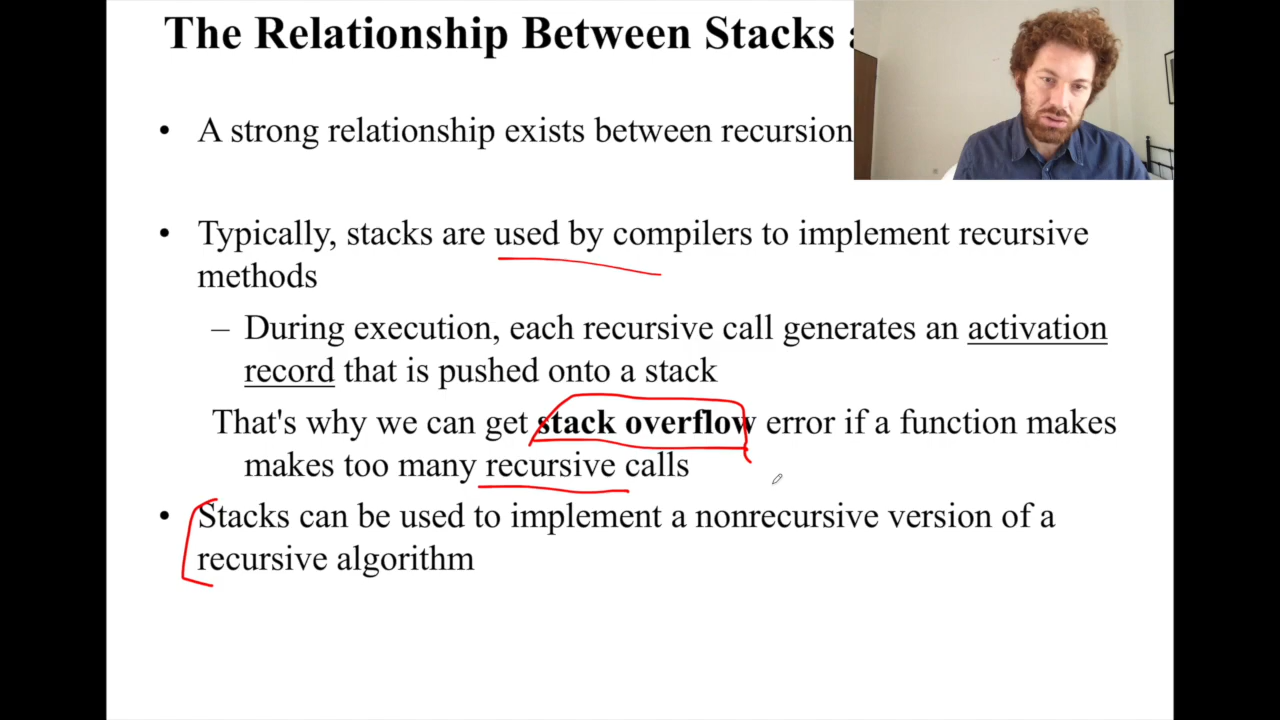 The Relationship Between Stacks
• A strong relationship exists between recursion
• Typically, stacks are used by compilers to implement recursive
methods
– During execution, each recursive call generates an activation
record that is pushed onto a stack
That's why we can get stack overflow error if a function makes
makes too many recursive calls
• Stacks can be used to implement a nonrecursive version of a
recursive algorithm